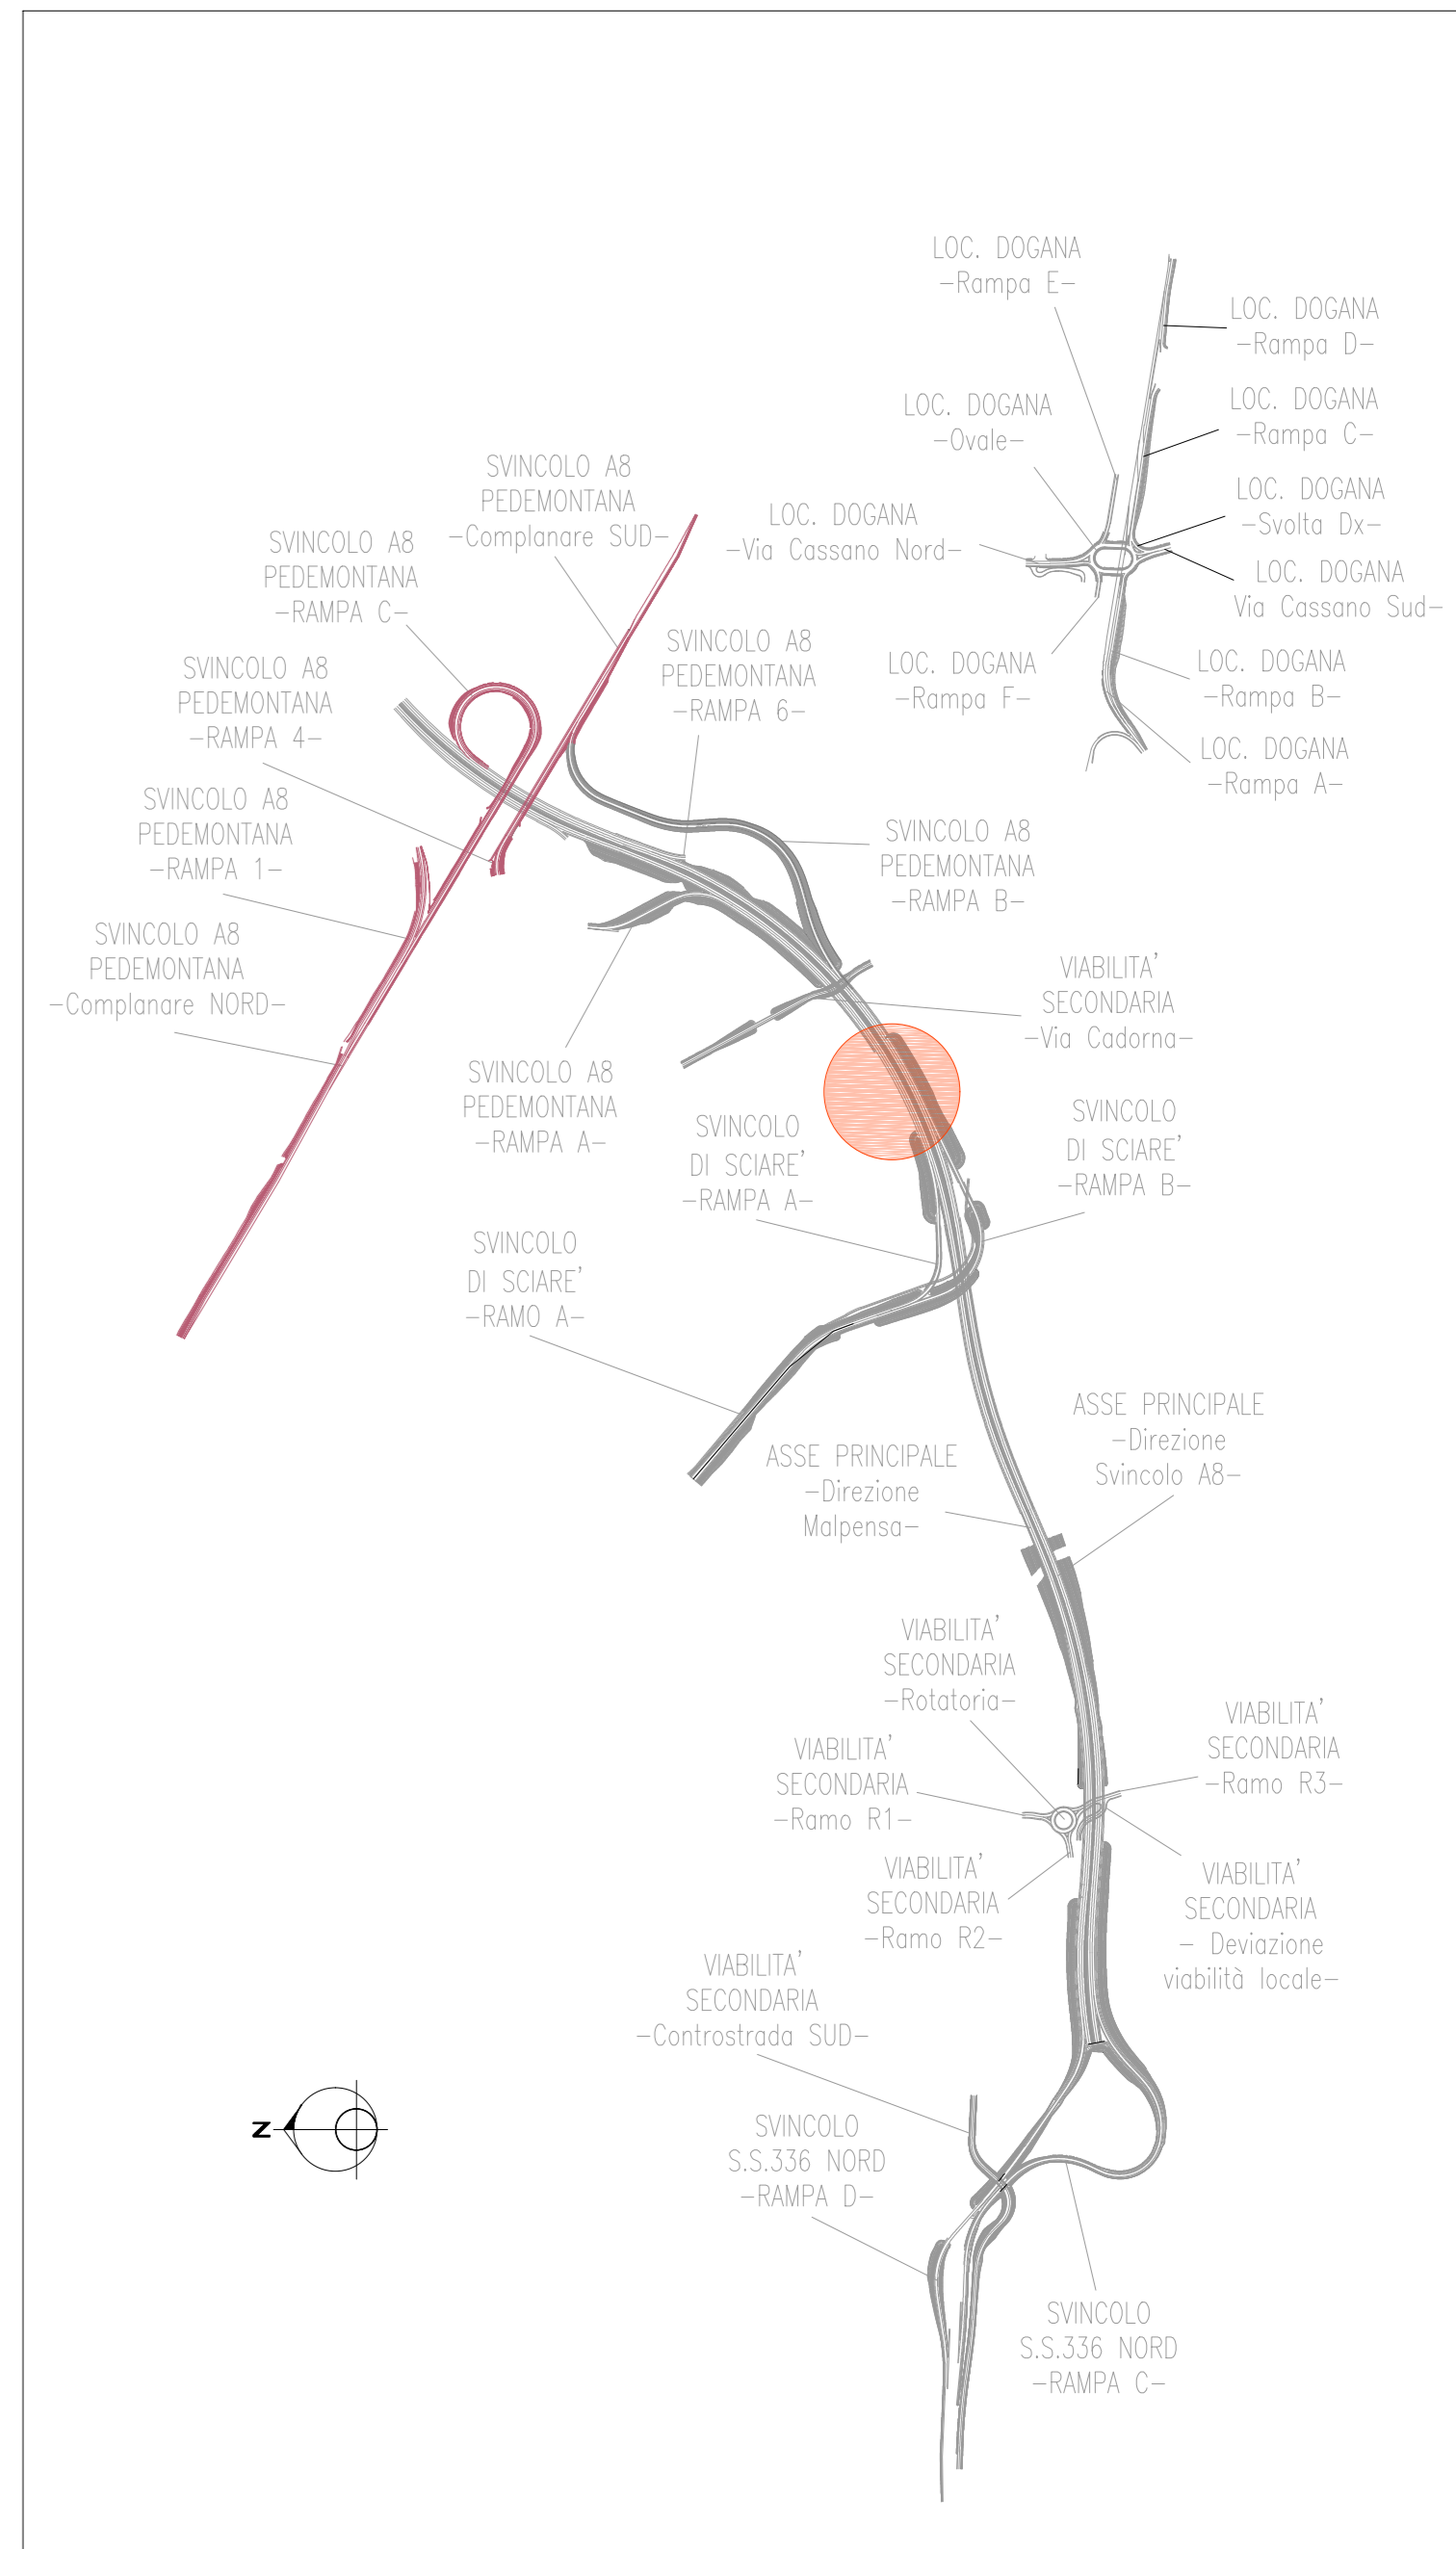 LOC. DOGANA
-Rampa E-
LOC. DOGANA
-Rampa D-
LOC. DOGANA
-Ovale-
LOC. DOGANA
-Rampa C-
SVINCOLO A8
PEDEMONTANA
-Complanare SUD-
LOC. DOGANA
-Svolta Dx-
LOC. DOGANA
-Via Cassano Nord-
SVINCOLO A8
PEDEMONTANA
-RAMPA C-
LOC. DOGANA
Via Cassano Sud-
SVINCOLO A8
PEDEMONTANA
-RAMPA 6-
LOC. DOGANA
-Rampa F-
LOC. DOGANA
-Rampa B-
SVINCOLO A8
PEDEMONTANA
-RAMPA 4-
LOC. DOGANA
-Rampa A-
SVINCOLO A8
PEDEMONTANA
-RAMPA 1-
SVINCOLO A8
PEDEMONTANA
-RAMPA B-
SVINCOLO A8
PEDEMONTANA
-Complanare NORD-
VIABILITA'
SECONDARIA
-Via Cadorna-
SVINCOLO A8
PEDEMONTANA
-RAMPA A-
SVINCOLO
DI SCIARE'
-RAMPA A-
SVINCOLO
DI SCIARE'
-RAMPA B-
SVINCOLO
DI SCIARE'
-RAMO A-
ASSE PRINCIPALE
-Direzione
Svincolo A8-
ASSE PRINCIPALE
-Direzione
Malpensa-
VIABILITA'
SECONDARIA
-Rotatoria-
VIABILITA'
SECONDARIA
-Ramo R3-
VIABILITA'
SECONDARIA
-Ramo R1-
VIABILITA'
SECONDARIA
-Ramo R2-
VIABILITA'
SECONDARIA
- Deviazione
viabilità locale-
VIABILITA'
SECONDARIA
-Controstrada SUD-
N
SVINCOLO
S.S.336 NORD
-RAMPA D-
SVINCOLO
S.S.336 NORD
-RAMPA C-